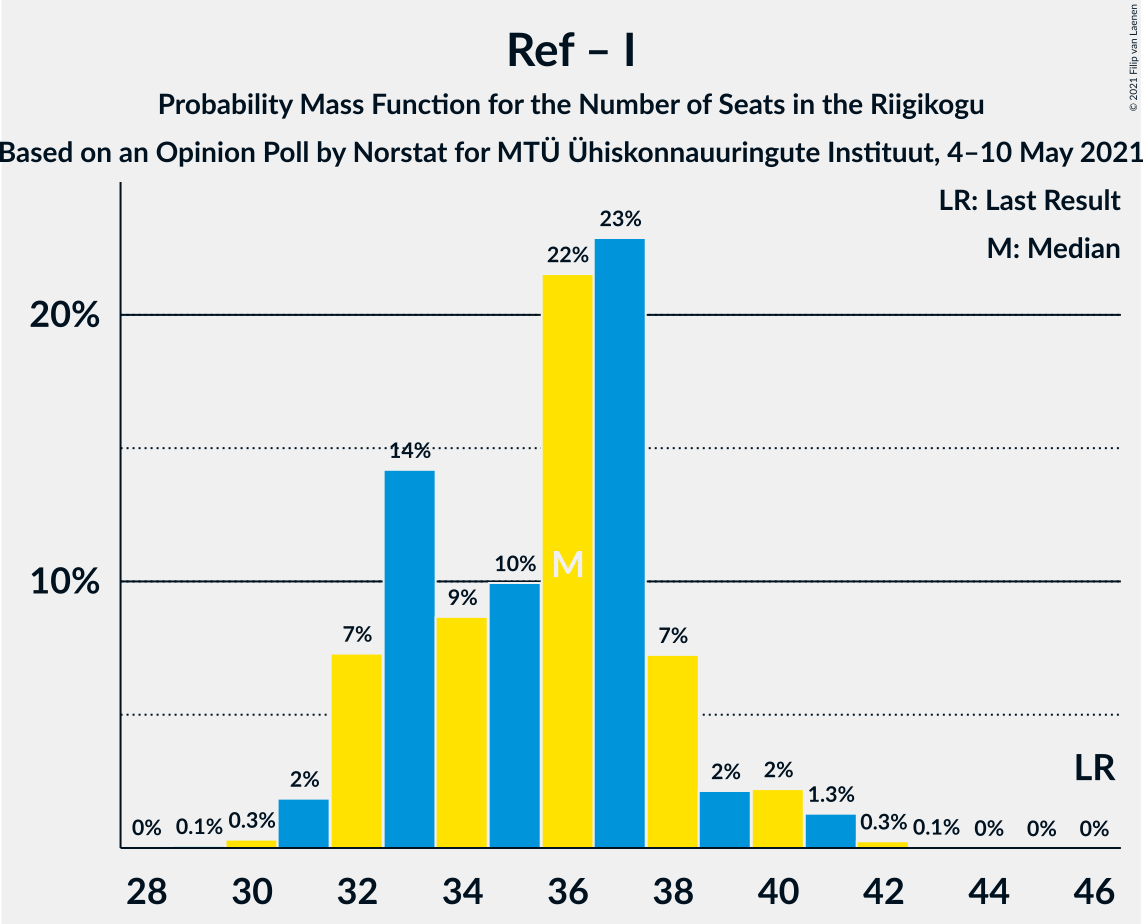 Ref – I
Probability Mass Function for the Number of Seats in the Riigikogu
Based on an Opinion Poll by Norstat for MTÜ Ühiskonnauuringute Instituut, 4–10 May 2021
© 2021 Filip van Laenen
LR: Last Result
M: Median
20%
10%
0%
0.1%
0.3%
2%
7%
14%
9%
10%
22%
M
23%
7%
2%
2%
1.3%
0.3%
0.1%
0%
0%
0%
LR
28 30 32 34 36 38 40 42 44 46